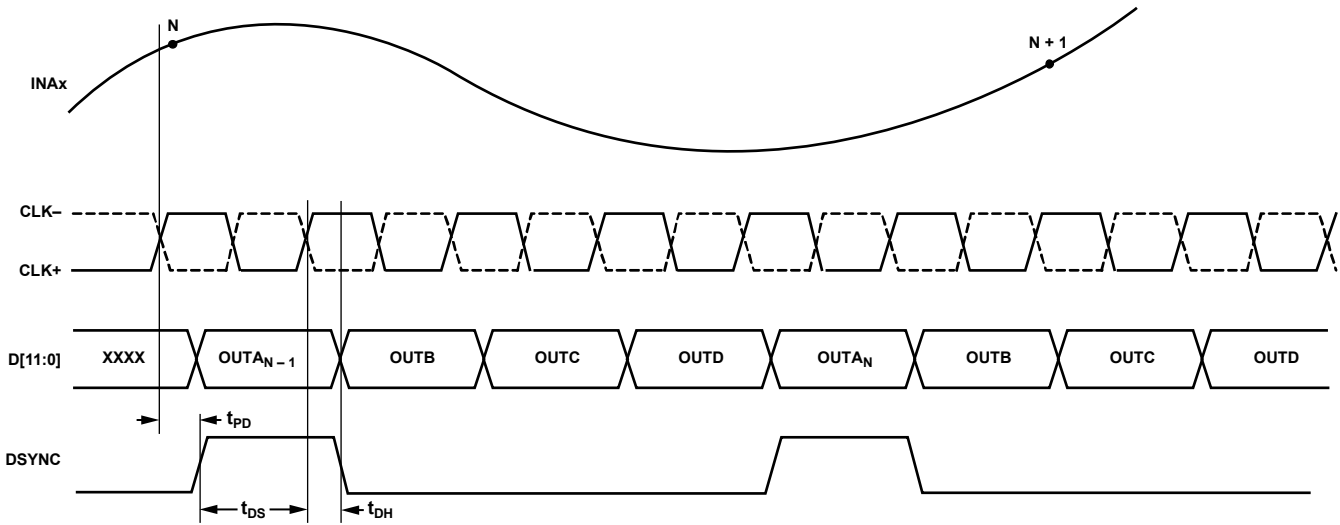 N
N + 1
INAx
CLK–
CLK+
D[11:0] XXXX OUTAN – 1 OUTB OUTC OUTD OUTAN OUTB OUTC OUTD
tPD
DSYNC
tDS tDH